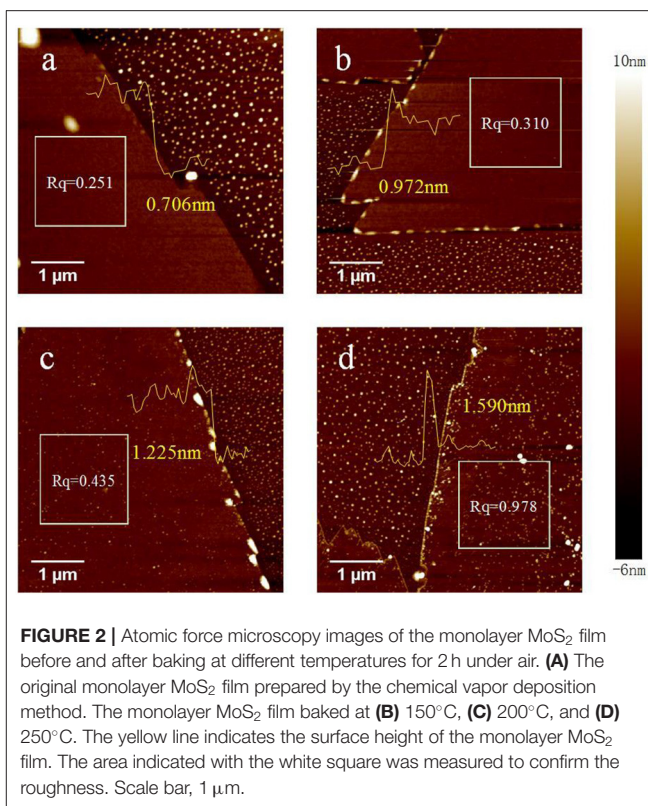 a
Rq=0.251
0.706nm
1 μm
b
Rq=0.310
0.972nm
1 μm
10nm
-6nm
c
Rq=0.435
1.225nm
1 μm
d
1.590nm
Rq=0.978
1 μm
FIGURE 2 | Atomic force microscopy images of the monolayer MoS₂ film
before and after baking at different temperatures for 2 h under air. (A) The
original monolayer MoS₂ film prepared by the chemical vapor deposition
method. The monolayer MoS₂ film baked at (B) 150°C, (C) 200°C, and (D)
250°C. The yellow line indicates the surface height of the monolayer MoS₂
film. The area indicated with the white square was measured to confirm the
roughness. Scale bar, 1 μm.